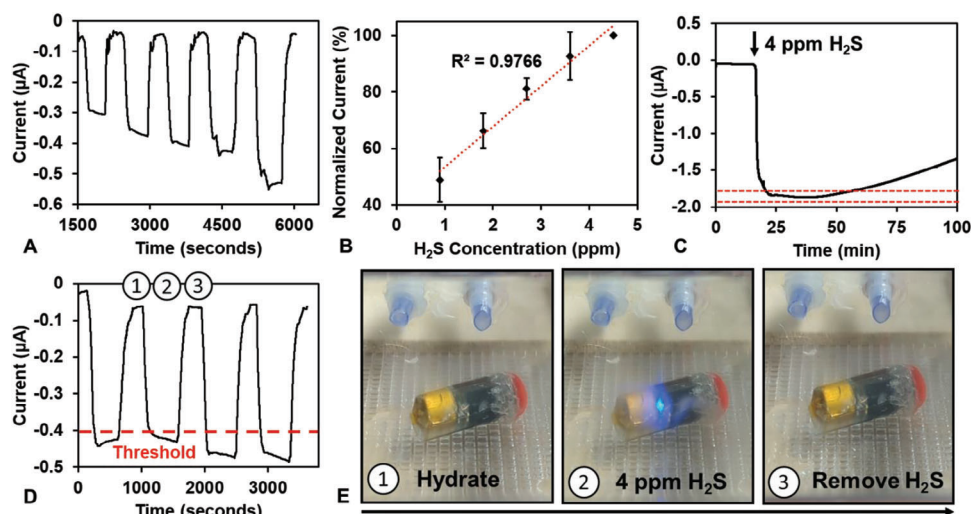 0
-0.1
-0.2
-0.3
-0.4
-0.5
-0.6
Current (µA)
1500 3000 4500 6000
Time (seconds)
A
100
80
60
40
Normalized Current (%)
R² = 0.9766
0 1 2 3 4 5
H₂S Concentration (ppm)
B
0.5
0.0
-0.5
-1.0
-1.5
-2.0
Current (µA)
4 ppm H₂S
0 25 50 75 100
Time (min)
C
0
-0.1
-0.2
-0.3
-0.4
-0.5
Current (µA)
1 2 3
Threshold
0 1000 2000 3000
Time (seconds)
D
1 Hydrate
2 4 ppm H₂S
3 Remove H₂S
E